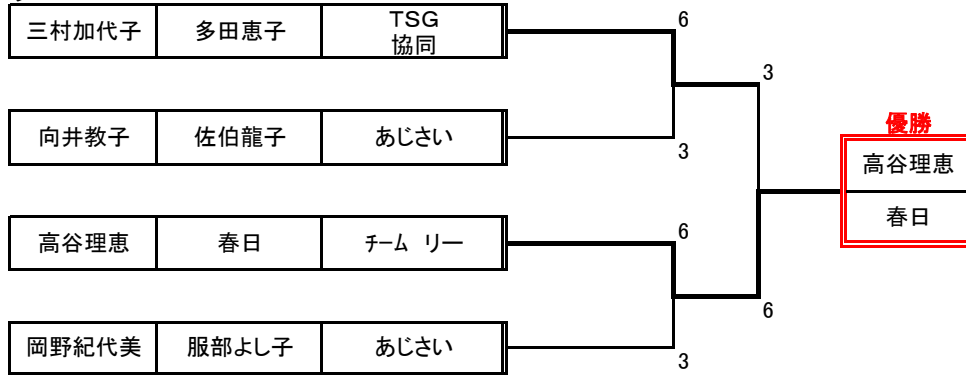 三村加代子 多田恵子 TSG
協同
6
3
向井教子 佐伯龍子 あじさい
3
優勝
高谷理恵
春日
高谷理恵 春日 チーム リー
6
6
岡野紀代美 服部よし子 あじさい
3